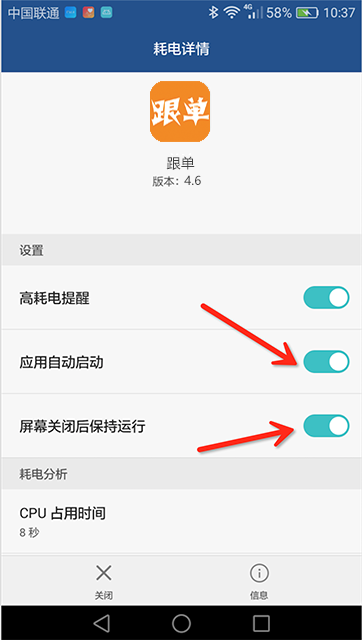 中国联通 4G 58% 10:37
耗电详情
跟单
跟单
版本：4.6
设置
高耗电提醒
应用自动启动
屏幕关闭后保持运行
耗电分析
CPU 占用时间
8 秒
关闭 信息